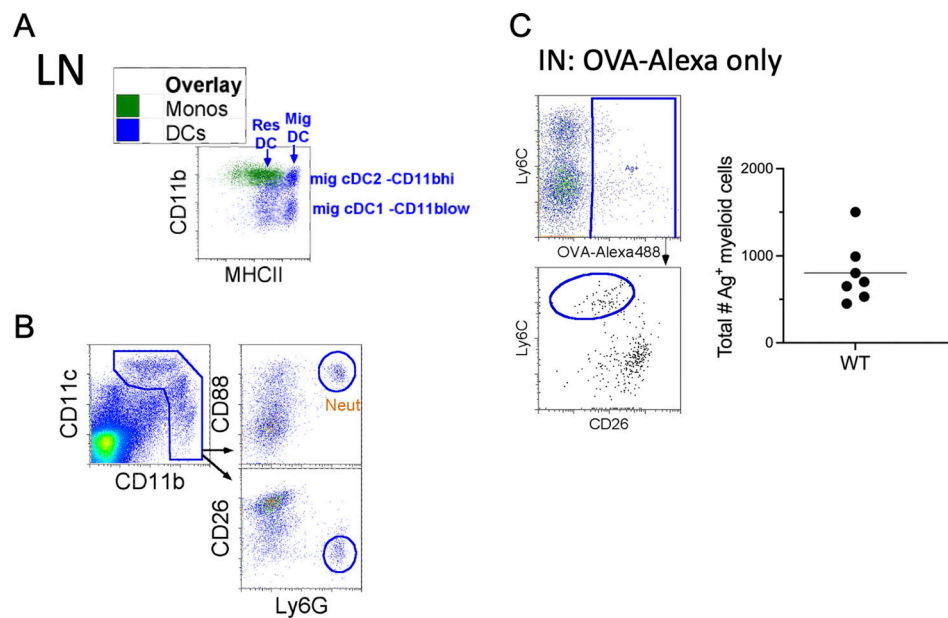 A
LN
Overlay
Monos
DCs
Res DC
Mig DC
mig cDC2 -CD11bhi
mig cDC1 -CD11blow
CD11b
MHCII
B
CD11c
CD11b
CD88
Neut
CD26
Ly6G
C
IN: OVA-Alexa only
Ly6C
Ag+
OVA-Alexa488
Ly6C
CD26
Total # Ag⁺ myeloid cells
2000
1000
0
WT